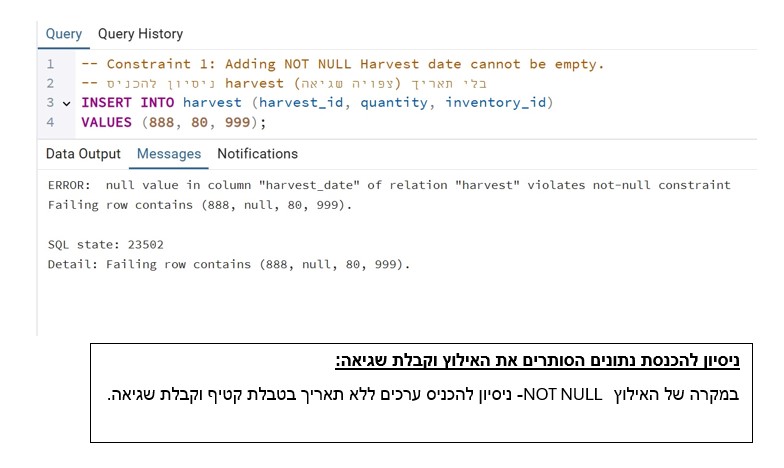 Query Query History
1 -- Constraint 1: Adding NOT NULL Harvest date cannot be empty.
2 -- ניסיון להכניס harvest בלי תאריך (צפויה שגיאה)
3 INSERT INTO harvest (harvest_id, quantity, inventory_id)
4 VALUES (888, 80, 999);
Data Output Messages Notifications
ERROR: null value in column "harvest_date" of relation "harvest" violates not-null constraint
Failing row contains (888, null, 80, 999).
SQL state: 23502
Detail: Failing row contains (888, null, 80, 999).
ניסיון להכנסת נתונים הסותרים את האילוץ וקבלת שגיאה:
במקרה של האילוץ NOT NULL- ניסיון להכניס ערכים ללא תאריך בטבלת קטיף וקבלת שגיאה.